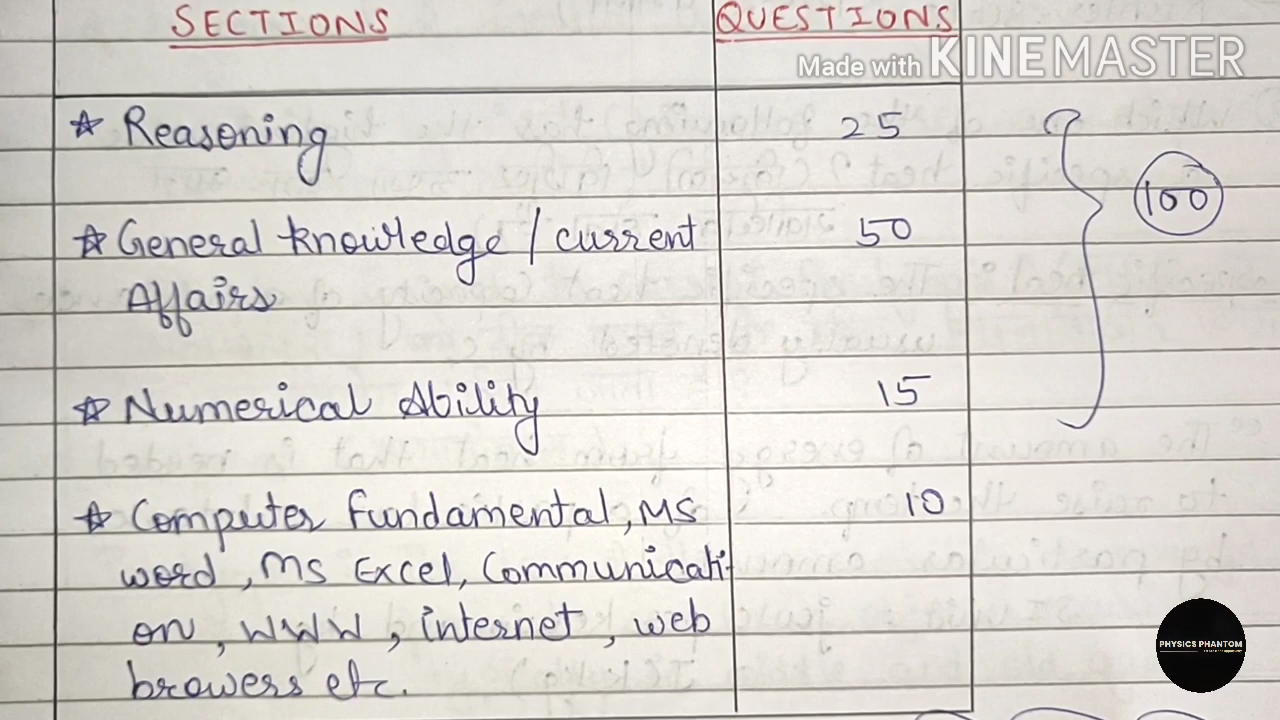 SECTIONS QUESTIONS
Made with KINEMASTER
☆ Reasoning 25
100
☆ General knowledge / current 50
Affairs
☆ Numerical Ability 15
☆ Computer Fundamental, MS 10
word, MS Excel, Communicati-
on, WWW, internet, web
browers etc.
PHYSICS PHANTOM